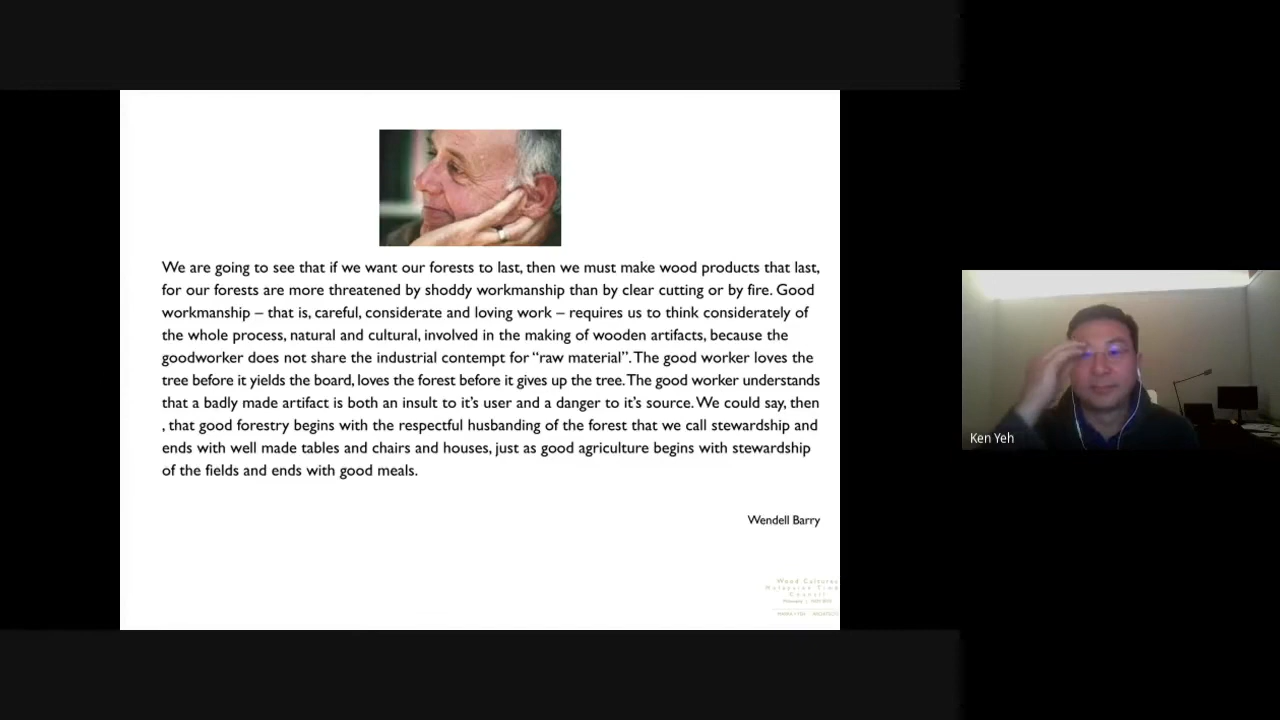 We are going to see that if we want our forests to last, then we must make wood products that last,
for our forests are more threatened by shoddy workmanship than by clear cutting or by fire. Good
workmanship – that is, careful, considerate and loving work – requires us to think considerately of
the whole process, natural and cultural, involved in the making of wooden artifacts, because the
goodworker does not share the industrial contempt for “raw material”. The good worker loves the
tree before it yields the board, loves the forest before it gives up the tree. The good worker understands
that a badly made artifact is both an insult to it’s user and a danger to it’s source. We could say, then
, that good forestry begins with the respectful husbanding of the forest that we call stewardship and
ends with well made tables and chairs and houses, just as good agriculture begins with stewardship
of the fields and ends with good meals.
Wendell Barry
Ken Yeh
Wood Cultures
Malaysian Timb
Council